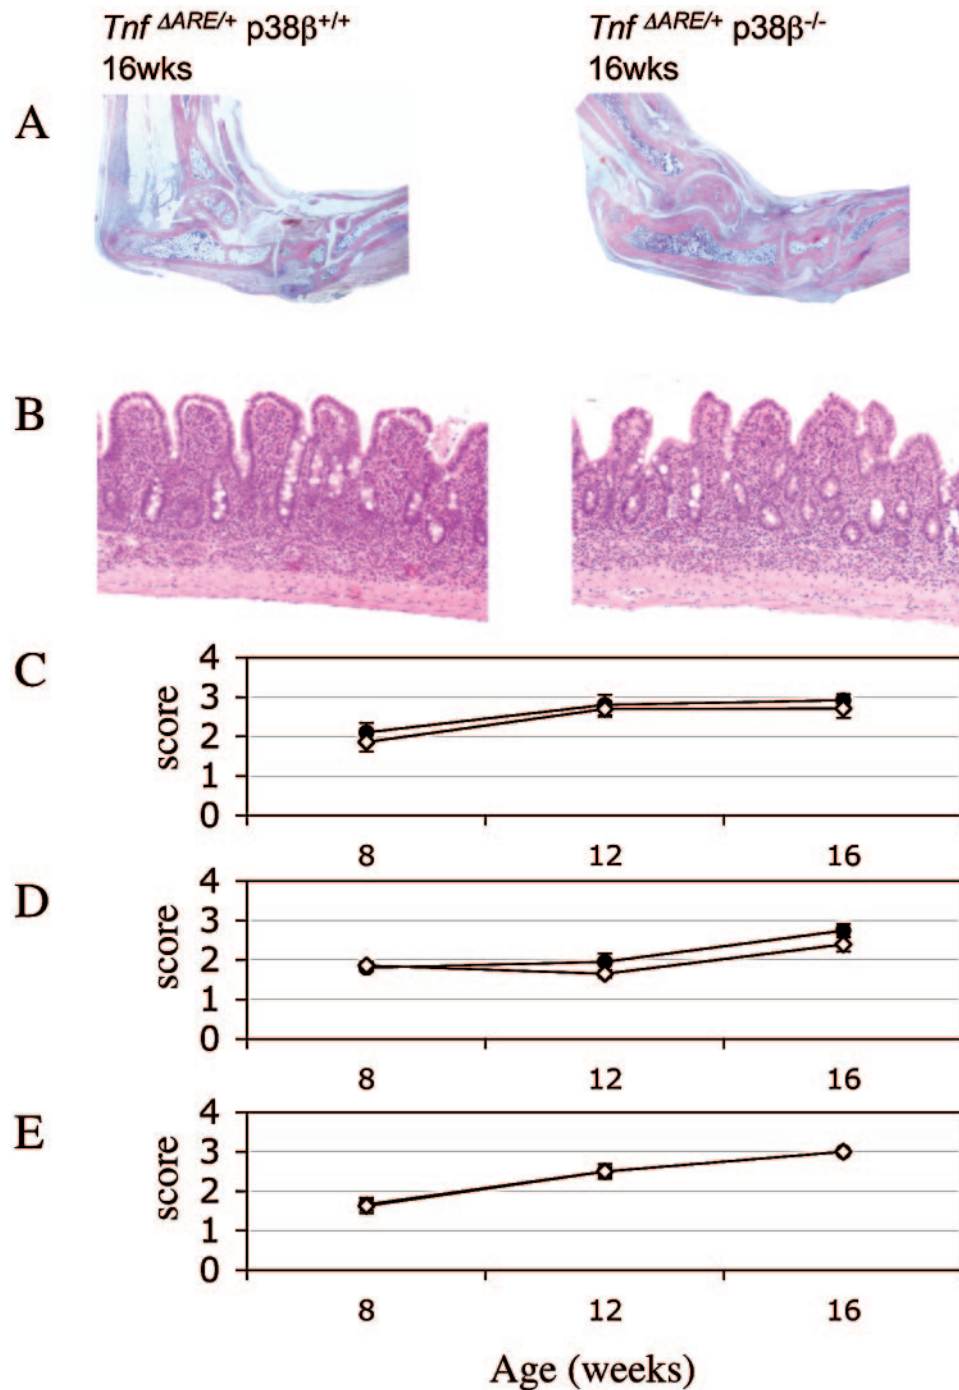 Tnf ΔARE/+ p38β+/+
16wks
Tnf ΔARE/+ p38β-/-
16wks
A
B
C
4
3
2
1
0
score
8 12 16
D
4
3
2
1
0
score
8 12 16
E
4
3
2
1
0
score
8 12 16
Age (weeks)